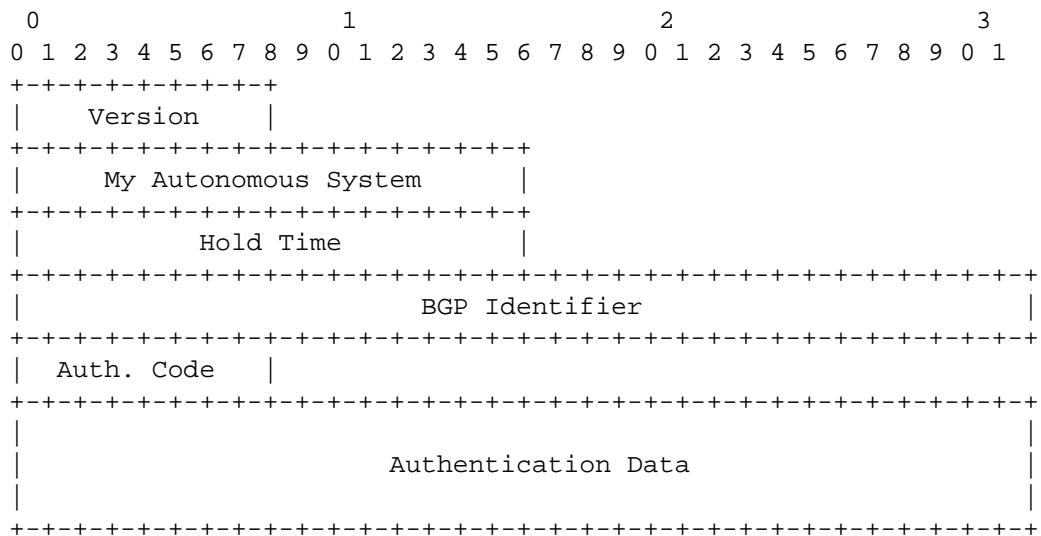 0                   1                   2                   3
0 1 2 3 4 5 6 7 8 9 0 1 2 3 4 5 6 7 8 9 0 1 2 3 4 5 6 7 8 9 0 1
+-+-+-+-+-+-+-+-+
|    Version    |
+-+-+-+-+-+-+-+-+-+-+-+-+-+-+-+-+
|     My Autonomous System      |
+-+-+-+-+-+-+-+-+-+-+-+-+-+-+-+-+
|           Hold Time           |
+-+-+-+-+-+-+-+-+-+-+-+-+-+-+-+-+-+-+-+-+-+-+-+-+-+-+-+-+-+-+-+-+
|                         BGP Identifier                        |
+-+-+-+-+-+-+-+-+-+-+-+-+-+-+-+-+-+-+-+-+-+-+-+-+-+-+-+-+-+-+-+-+
|  Auth. Code   |
+-+-+-+-+-+-+-+-+-+-+-+-+-+-+-+-+-+-+-+-+-+-+-+-+-+-+-+-+-+-+-+-+
|                                                               |
|                       Authentication Data                     |
|                                                               |
+-+-+-+-+-+-+-+-+-+-+-+-+-+-+-+-+-+-+-+-+-+-+-+-+-+-+-+-+-+-+-+-+